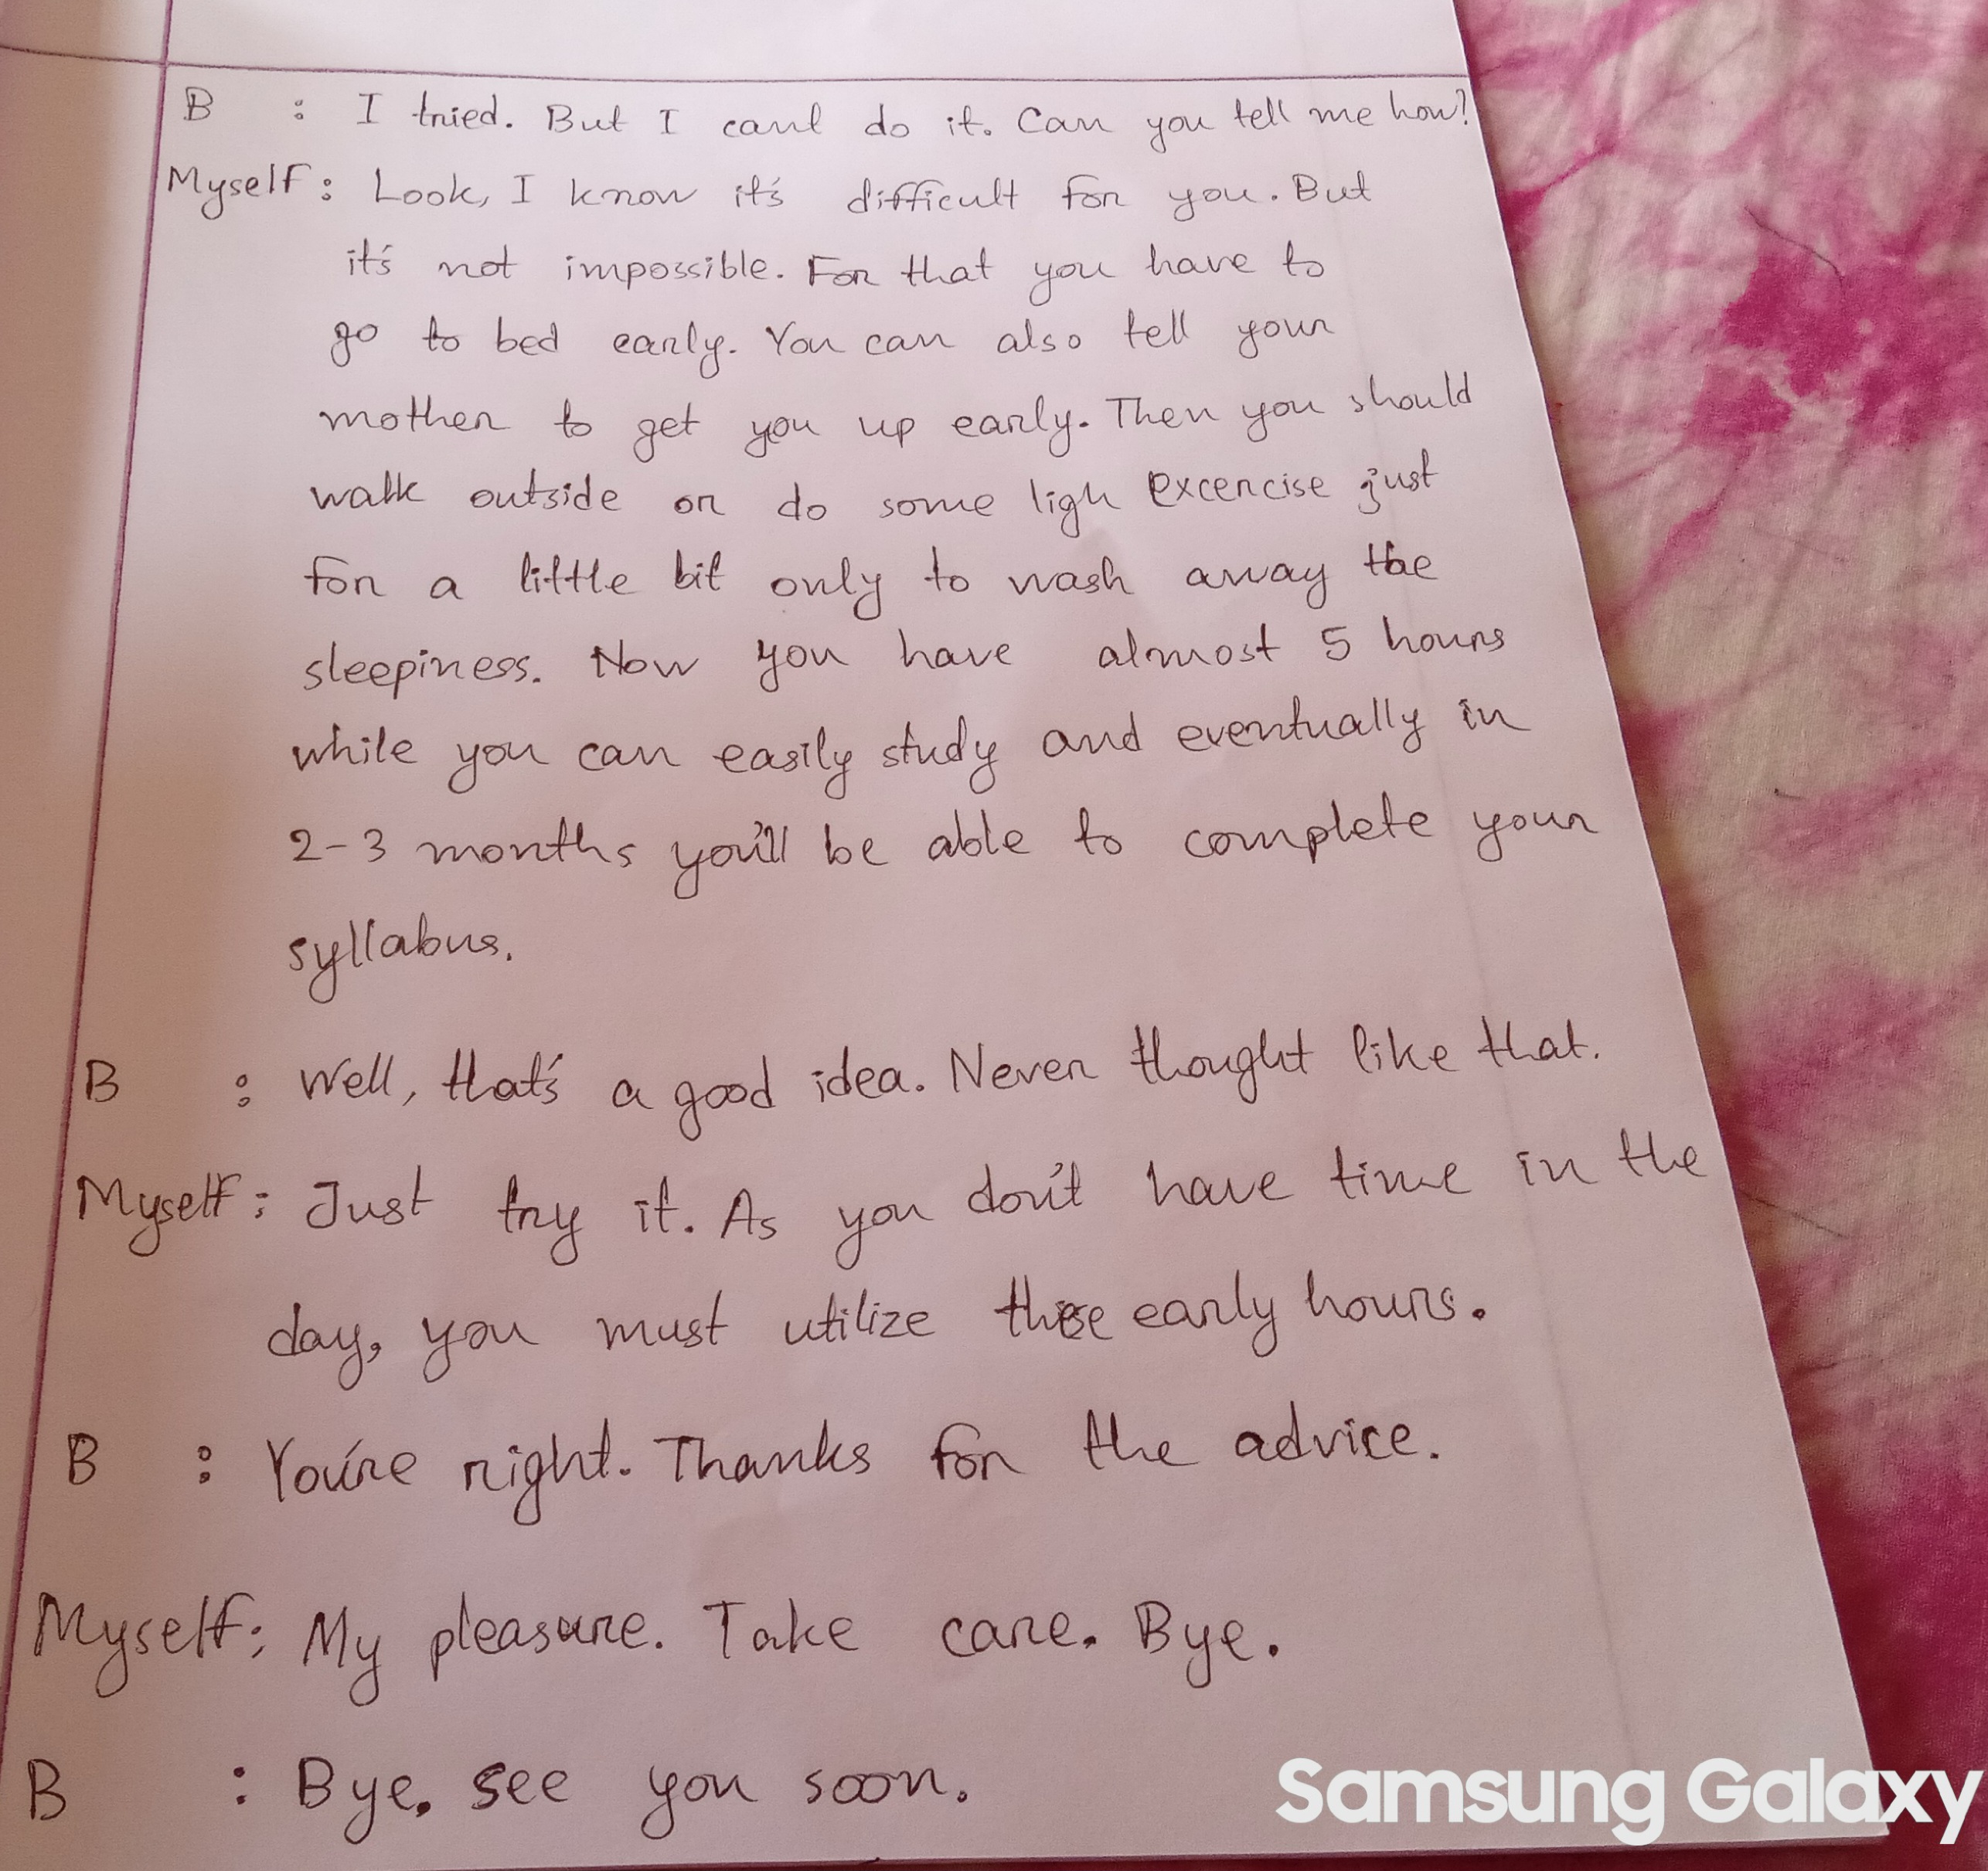 B : I tried. But I can't do it. Can you tell me how?
Myself : Look, I know it's difficult for you. But
it's not impossible. For that you have to
go to bed early. You can also tell your
mother to get you up early. Then you should
walk outside or do some ligh excercise just
for a little bit only to wash away the
sleepiness. Now you have almost 5 hours
while you can easily study and eventually in
2-3 months you'll be able to complete your
syllabus.
B : Well, that's a good idea. Never thought like that.
Myself : Just try it. As you don't have time in the
day, you must utilize these early hours.
B : You're right. Thanks for the advice.
Myself : My pleasure. Take care. Bye.
B : Bye. See you soon.
Samsung Galaxy